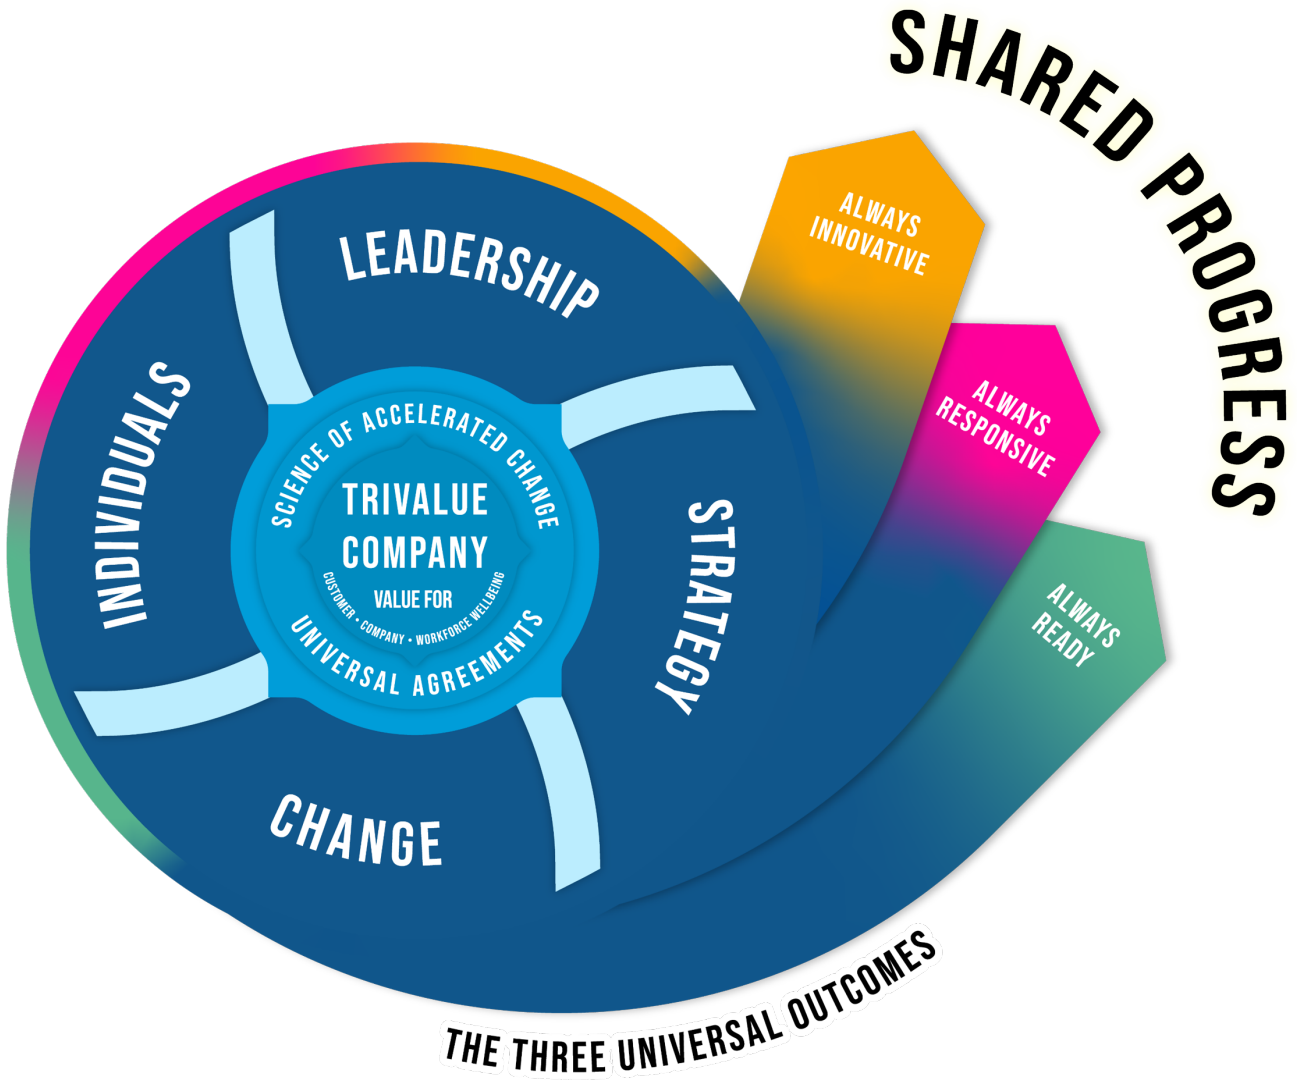 SHARED PROGRESS
ALWAYS
INNOVATIVE
ALWAYS
RESPONSIVE
ALWAYS
READY
LEADERSHIP
INDIVIDUALS
STRATEGY
CHANGE
SCIENCE OF ACCELERATED CHANGE
TRIVALUE
COMPANY
VALUE FOR
CUSTOMER • COMPANY • WORKFORCE WELLBEING
UNIVERSAL AGREEMENTS
THE THREE UNIVERSAL OUTCOMES